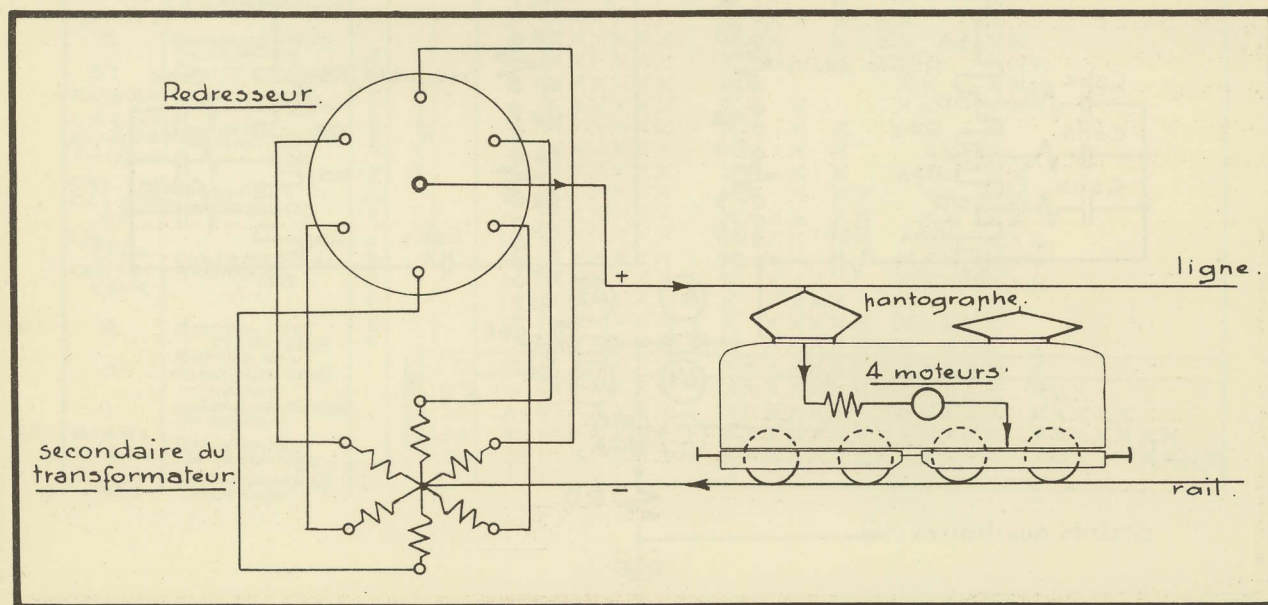 Redresseur.
+
ligne.
pantographe.
4 moteurs.
secondaire du
transformateur.
-
rail.